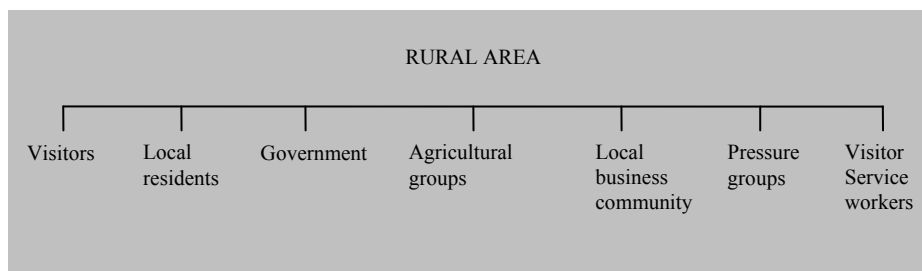 RURAL AREA
Visitors
Local
residents
Government
Agricultural
groups
Local
business
community
Pressure
groups
Visitor
Service
workers